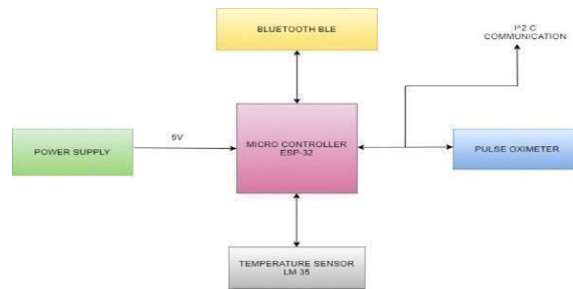 BLUETOOTH BLE
I^2 C
COMMUNICATION
5V
POWER SUPPLY
MICRO CONTROLLER
ESP-32
PULSE OXIMETER
TEMPERATURE SENSOR
LM 35